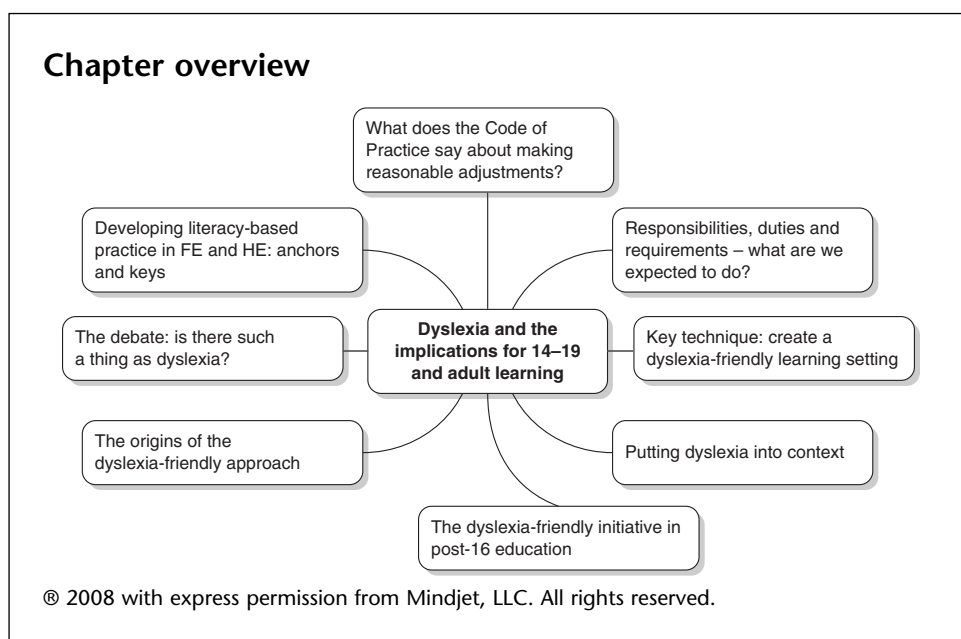 Chapter overview
What does the Code of
Practice say about making
reasonable adjustments?
Developing literacy-based
practice in FE and HE: anchors
and keys
Responsibilities, duties and
requirements – what are we
expected to do?
The debate: is there such
a thing as dyslexia?
Dyslexia and the
implications for 14–19
and adult learning
Key technique: create a
dyslexia-friendly learning setting
The origins of the
dyslexia-friendly approach
Putting dyslexia into context
The dyslexia-friendly initiative in
post-16 education
® 2008 with express permission from Mindjet, LLC. All rights reserved.